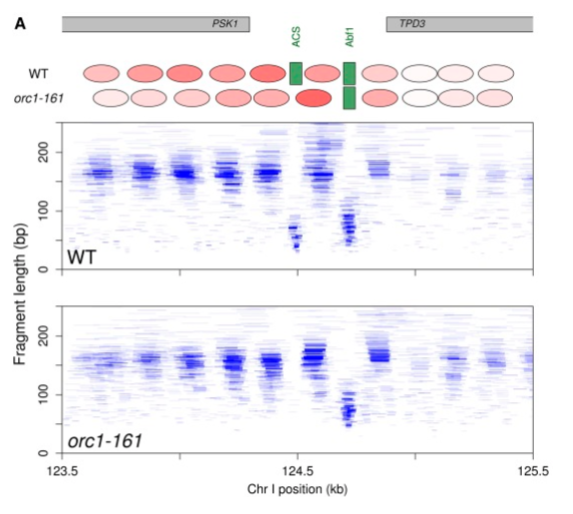 A
PSK1
TPD3
ACS
Abf1
WT
orc1-161
Fragment length (bp)
200
100
0
WT
200
100
0
orc1-161
123.5
124.5
125.5
Chr I position (kb)